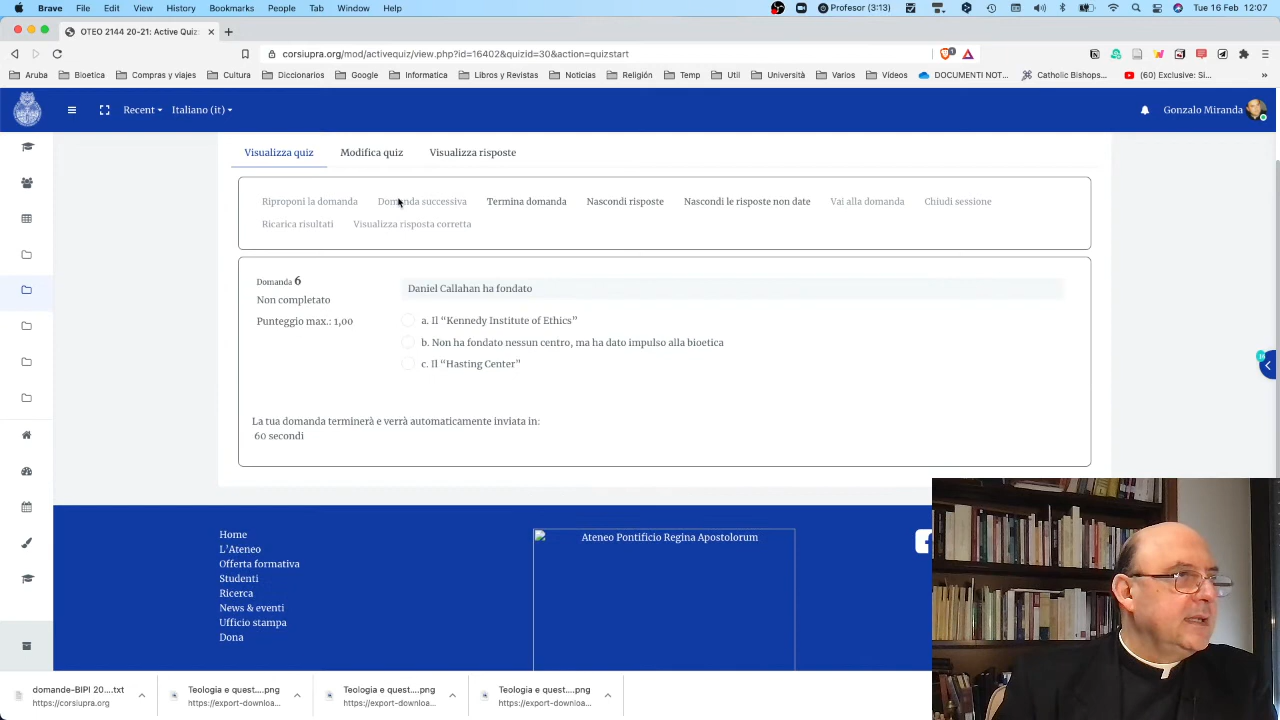 Brave File Edit View History Bookmarks Profiles Tab Window Help Profesor (3:13) Tue 16 Feb 12:07
OTEO 2144 20-21: Active Quiz:
corsiupra.org/mod/activequiz/view.php?id=16402&quizid=30&action=quizstart
Aruba Bioetica Compras y viajes Cultura Diccionarios Google Informatica Libros y Revistas Noticias Religión Temp Util Università Varios Vídeos DOCUMENTI NOT... Catholic Bishops... (60) Exclusive: Si...
Recent Italiano (it) Gonzalo Miranda
Visualizza quiz Modifica quiz Visualizza risposte
Riproponi la domanda Domanda successiva Termina domanda Nascondi risposte Nascondi le risposte non date Vai alla domanda Chiudi sessione
Ricarica risultati Visualizza risposta corretta
Domanda 6
Non completato
Punteggio max.: 1,00
Daniel Callahan ha fondato
a. Il “Kennedy Institute of Ethics”
b. Non ha fondato nessun centro, ma ha dato impulso alla bioetica
c. Il “Hasting Center”
La tua domanda terminerà e verrà automaticamente inviata in:
60 secondi
Home
L'Ateneo
Offerta formativa
Studenti
Ricerca
News & eventi
Ufficio stampa
Dona
Ateneo Pontificio Regina Apostolorum
domande-BIPI 20....txt
https://corsiupra.org
Teologia e quest....png
https://export-downloa...
Teologia e quest....png
https://export-downloa...
Teologia e quest....png
https://export-downloa...